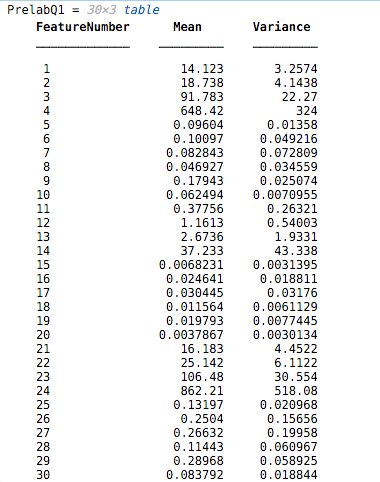 PrelabQ1 = 30×3 table
FeatureNumber Mean Variance
1 14.123 3.2574
2 18.738 4.1438
3 91.783 22.27
4 648.42 324
5 0.09604 0.01358
6 0.10097 0.049216
7 0.082843 0.072809
8 0.046927 0.034559
9 0.17943 0.025074
10 0.062494 0.0070955
11 0.37756 0.26321
12 1.1613 0.54003
13 2.6736 1.9331
14 37.233 43.338
15 0.0068231 0.0031395
16 0.024641 0.018811
17 0.030445 0.03176
18 0.011564 0.0061129
19 0.019793 0.0077445
20 0.0037867 0.0030134
21 16.183 4.4522
22 25.142 6.1122
23 106.48 30.554
24 862.21 518.08
25 0.13197 0.020968
26 0.2504 0.15656
27 0.26632 0.19958
28 0.11443 0.060967
29 0.28968 0.058925
30 0.083792 0.018844